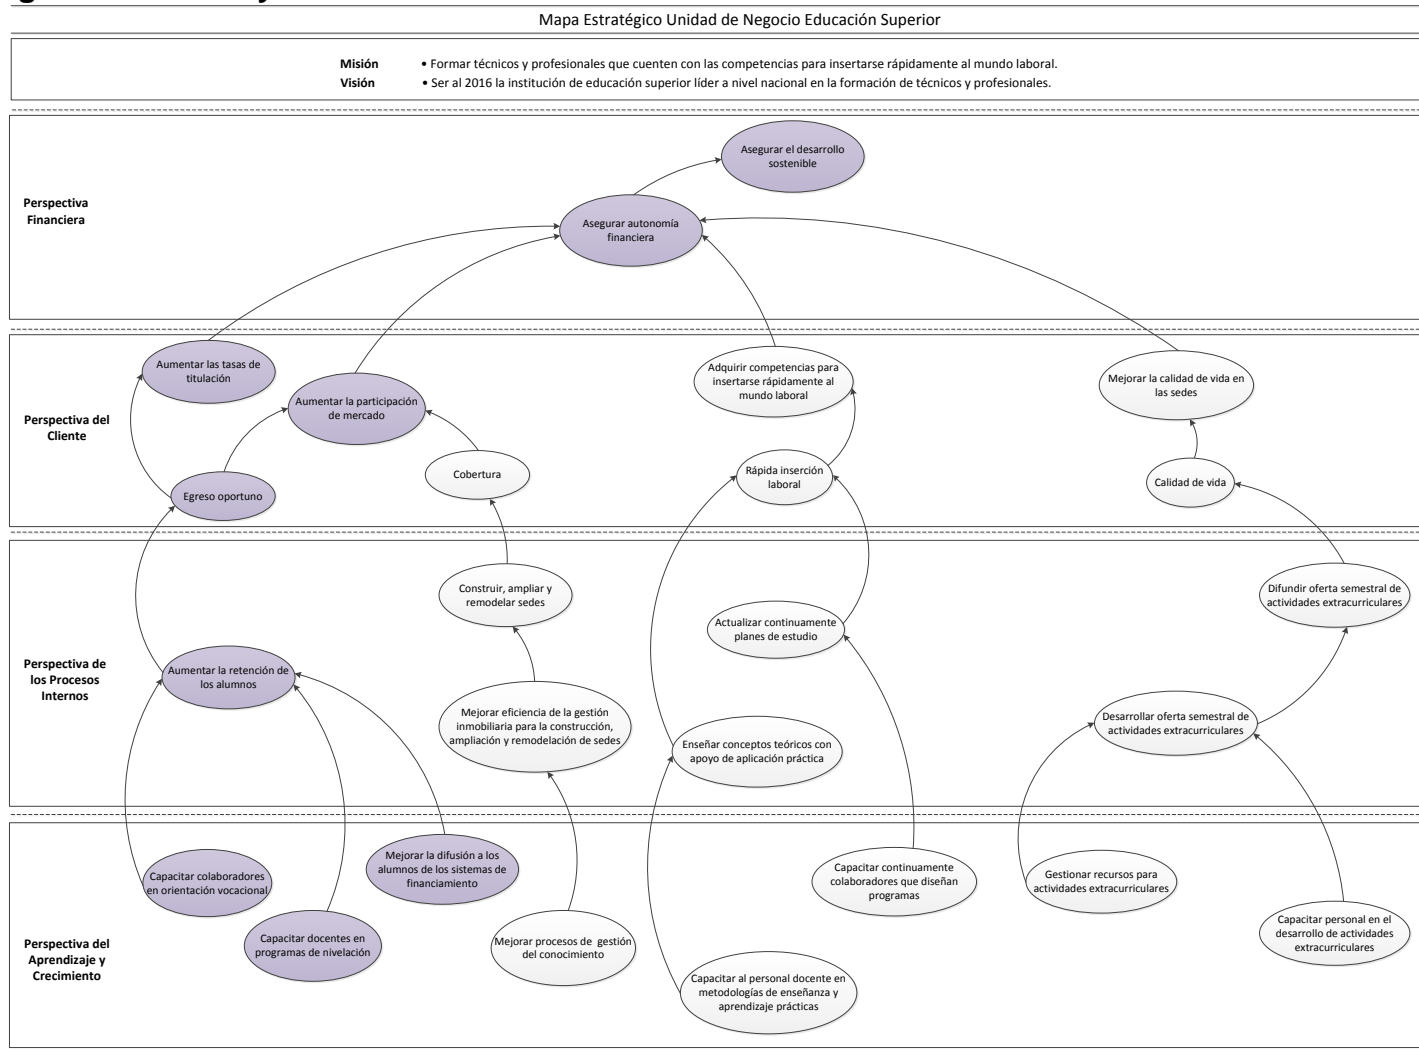 Mapa Estratégico Unidad de Negocio Educación Superior
Misión • Formar técnicos y profesionales que cuenten con las competencias para insertarse rápidamente al mundo laboral.
Visión • Ser al 2016 la institución de educación superior líder a nivel nacional en la formación de técnicos y profesionales.
Perspectiva
Financiera
Asegurar el desarrollo
sostenible
Asegurar autonomía
financiera
Perspectiva del
Cliente
Aumentar las tasas de
titulación
Aumentar la participación
de mercado
Adquirir competencias para
insertarse rápidamente al
mundo laboral
Mejorar la calidad de vida en
las sedes
Egreso oportuno
Cobertura
Rápida inserción
laboral
Calidad de vida
Perspectiva de
los Procesos
Internos
Construir, ampliar y
remodelar sedes
Actualizar continuamente
planes de estudio
Difundir oferta semestral de
actividades extracurriculares
Aumentar la retención de
los alumnos
Mejorar eficiencia de la gestión
inmobiliaria para la construcción,
ampliación y remodelación de sedes
Enseñar conceptos teóricos con
apoyo de aplicación práctica
Desarrollar oferta semestral de
actividades extracurriculares
Perspectiva del
Aprendizaje y
Crecimiento
Capacitar colaboradores
en orientación vocacional
Mejorar la difusión a los
alumnos de los sistemas de
financiamiento
Capacitar continuamente
colaboradores que diseñan
programas
Gestionar recursos para
actividades extracurriculares
Capacitar docentes en
programas de nivelación
Mejorar procesos de gestión
del conocimiento
Capacitar al personal docente en
metodologías de enseñanza y
aprendizaje prácticas
Capacitar personal en el
desarrollo de actividades
extracurriculares